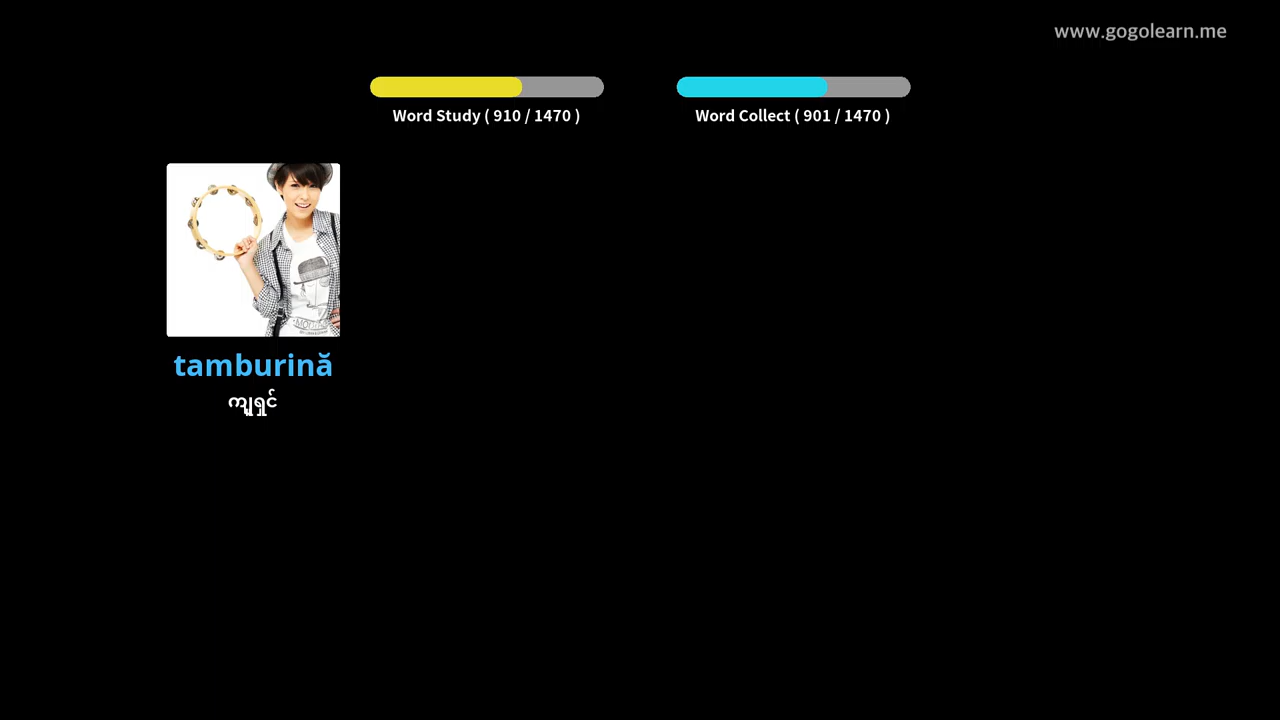 www.gogolearn.me
Word Study ( 910 / 1470 )
Word Collect ( 901 / 1470 )
tamburină
ကျူရှင်